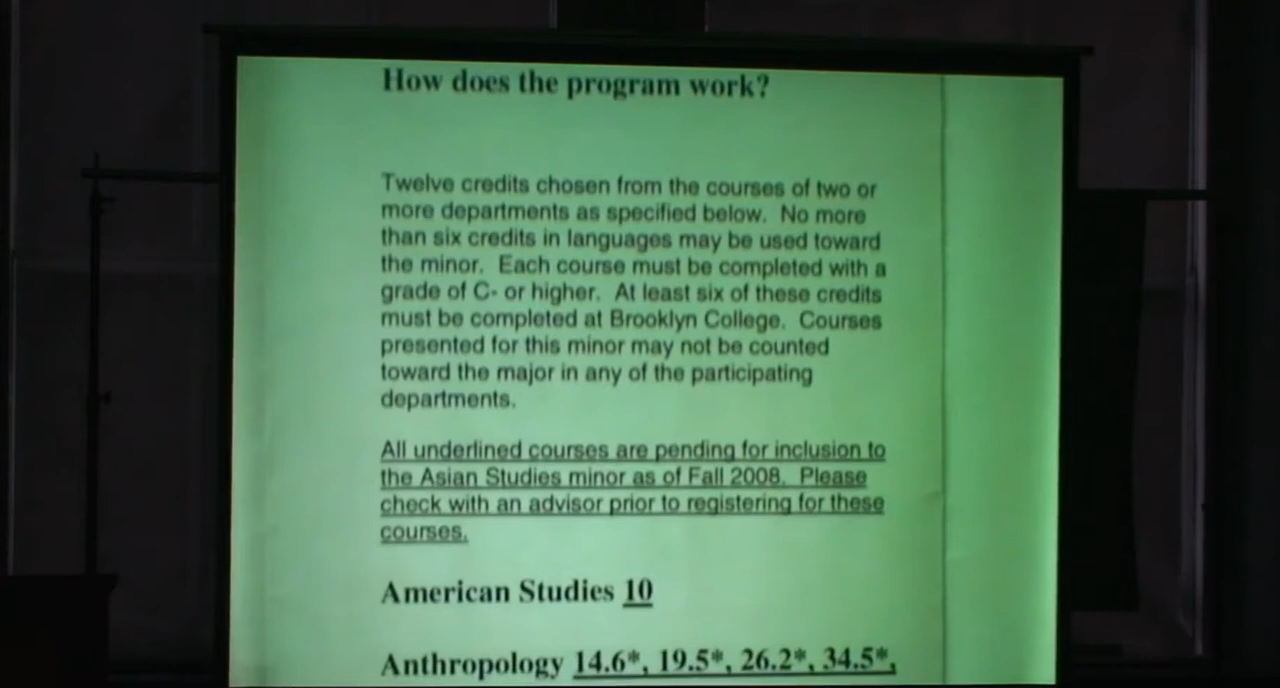 How does the program work?
Twelve credits chosen from the courses of two or
more departments as specified below. No more
than six credits in languages may be used toward
the minor. Each course must be completed with a
grade of C- or higher. At least six of these credits
must be completed at Brooklyn College. Courses
presented for this minor may not be counted
toward the major in any of the participating
departments.
All underlined courses are pending for inclusion to
the Asian Studies minor as of Fall 2008. Please
check with an advisor prior to registering for these
courses.
American Studies 10
Anthropology 14.6*, 19.5*, 26.2*, 34.5*,